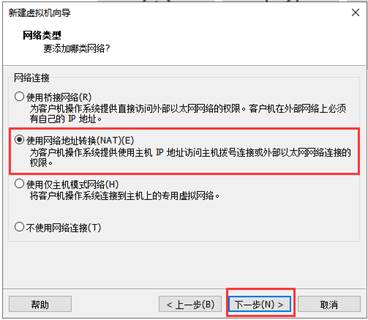 新建虚拟机向导
网络类型
要添加哪类网络?
网络连接
使用桥接网络(R)
为客户机操作系统提供直接访问外部以太网网络的权限。客户机在外部网络上必须
有自己的 IP 地址。
使用网络地址转换(NAT)(E)
为客户机操作系统提供使用主机 IP 地址访问主机拨号连接或外部以太网网络连接的
权限。
使用仅主机模式网络(H)
将客户机操作系统连接到主机上的专用虚拟网络。
不使用网络连接(T)
帮助
< 上一步(B)
下一步(N) >
取消